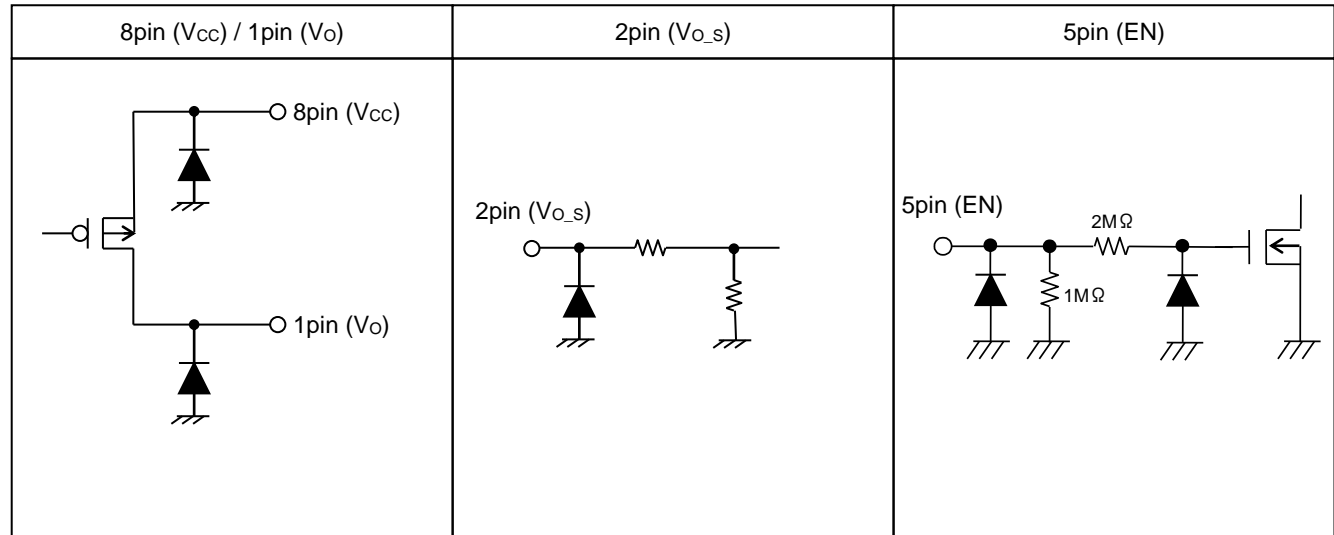 8pin (VCC) / 1pin (VO)
2pin (VO_S)
5pin (EN)
8pin (VCC)
1pin (VO)
2pin (VO_S)
5pin (EN)
2MΩ
1MΩ